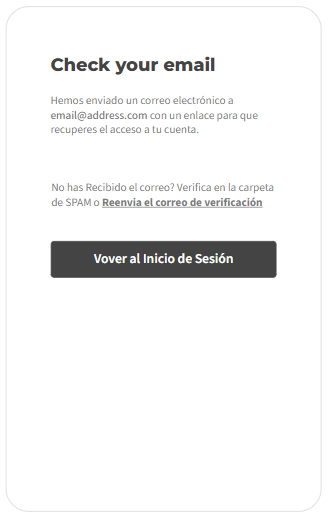 Check your email
Hemos enviado un correo electrónico a
email@address.com con un enlace para que
recuperes el acceso a tu cuenta.
No has Recibido el correo? Verifica en la carpeta
de SPAM o Reenvia el correo de verificación
Vover al Inicio de Sesión